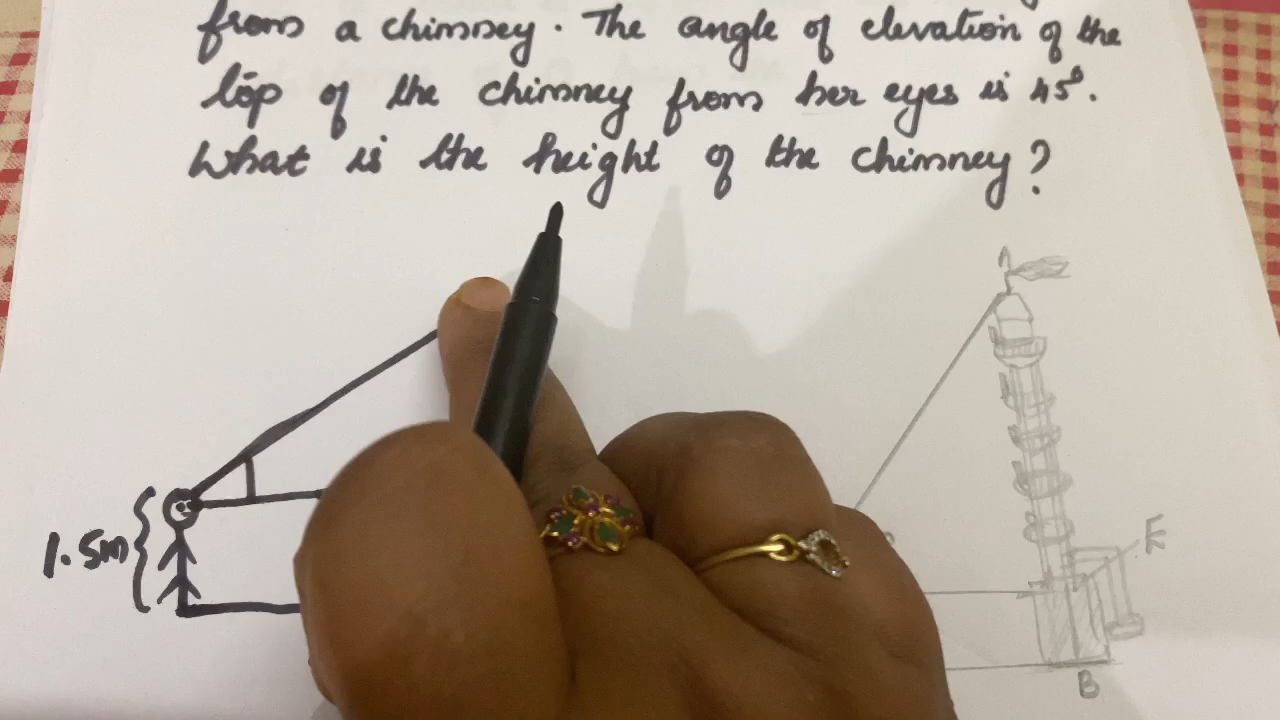 from a chimney. The angle of elevation of the
top of the chimney from her eyes is 45°.
What is the height of the chimney?
1.5m
E
B